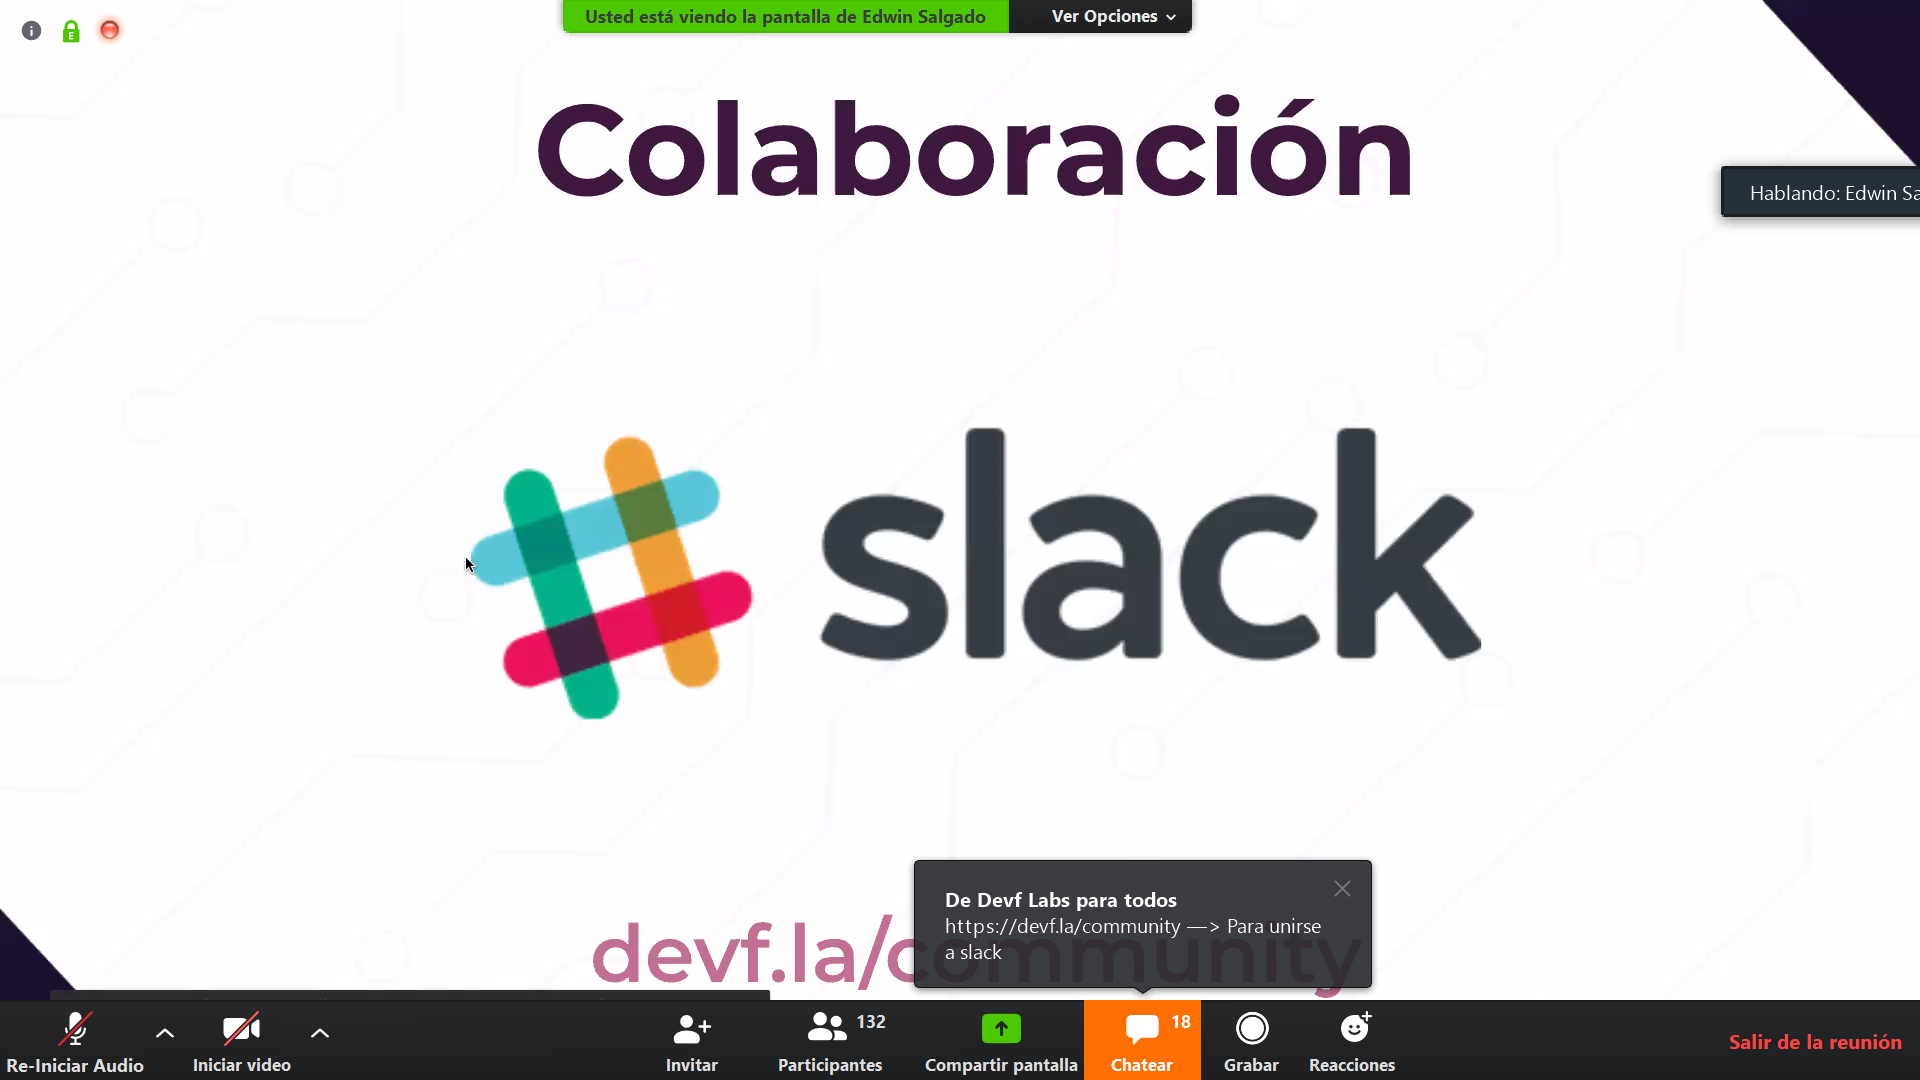 Usted está viendo la pantalla de Edwin Salgado
Ver Opciones
Colaboración
Hablando: Edwin Sa
slack
De Devf Labs para todos
https://devf.la/community —> Para unirse
a slack
devf.la/community
132
18
Re-Iniciar Audio
Iniciar video
Invitar
Participantes
Compartir pantalla
Chatear
Grabar
Reacciones
Salir de la reunión